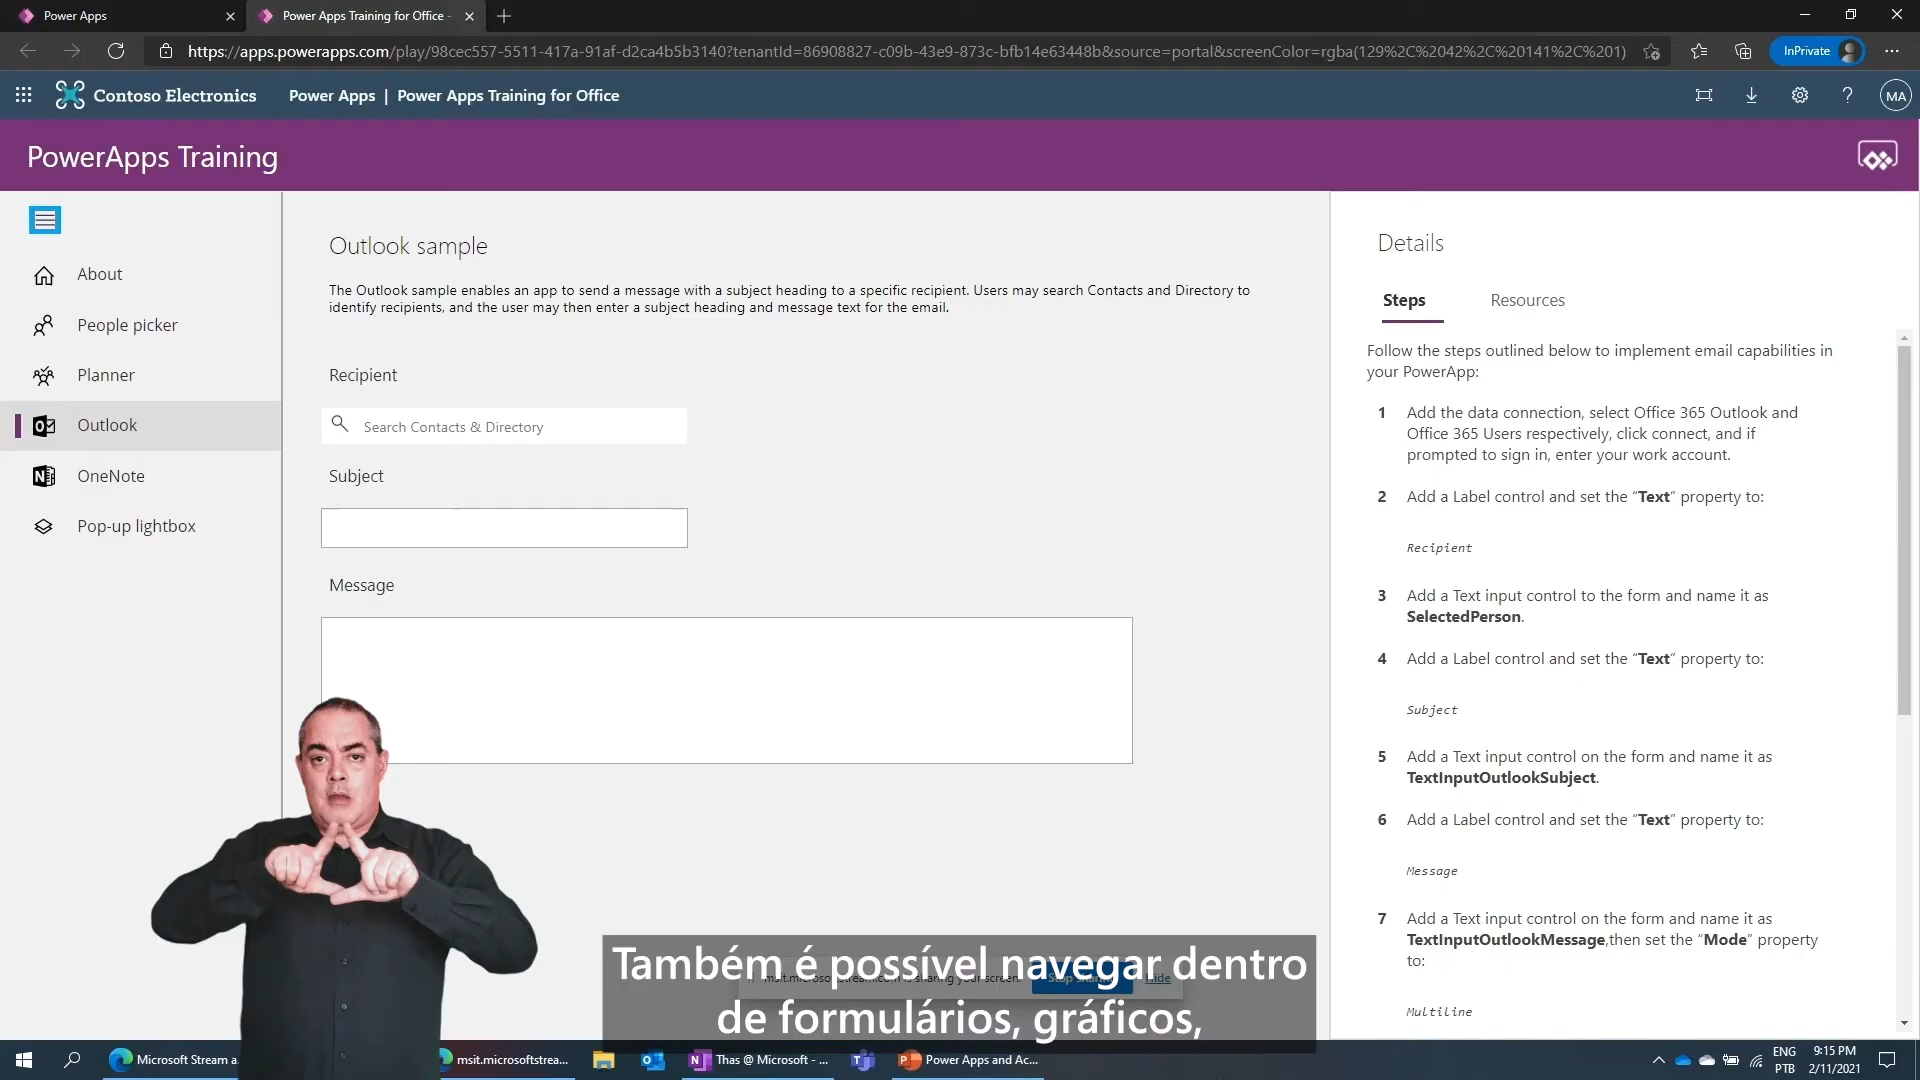 Power Apps
Power Apps Training for Office -
https://apps.powerapps.com/play/98cec557-5511-417a-91af-d2ca4b5b3140?tenantId=86908827-c09b-43e9-873c-bfb14e63448b&source=portal&screenColor=rgba(129%2C%2042%2C%20141%2C%201)
InPrivate
Contoso Electronics
Power Apps | Power Apps Training for Office
?
MA
PowerApps Training
About
People picker
Planner
Outlook
OneNote
Pop-up lightbox
Outlook sample
The Outlook sample enables an app to send a message with a subject heading to a specific recipient. Users may search Contacts and Directory to
identify recipients, and the user may then enter a subject heading and message text for the email.
Recipient
Search Contacts & Directory
Subject
Message
Details
Steps
Resources
Follow the steps outlined below to implement email capabilities in
your PowerApp:
1 Add the data connection, select Office 365 Outlook and
Office 365 Users respectively, click connect, and if
prompted to sign in, enter your work account.
2 Add a Label control and set the “Text” property to:
Recipient
3 Add a Text input control to the form and name it as
SelectedPerson.
4 Add a Label control and set the “Text” property to:
Subject
5 Add a Text input control on the form and name it as
TextInputOutlookSubject.
6 Add a Label control and set the “Text” property to:
Message
7 Add a Text input control on the form and name it as
TextInputOutlookMessage,then set the “Mode” property
to:
Multiline
Também é possível navegar dentro
de formulários, gráficos,
is sharing your screen.
Hide
Microsoft Stream a
msit.microsoftstrea...
Thas @ Microsoft - ...
Power Apps and Ac...
ENG
PTB
9:15 PM
2/11/2021